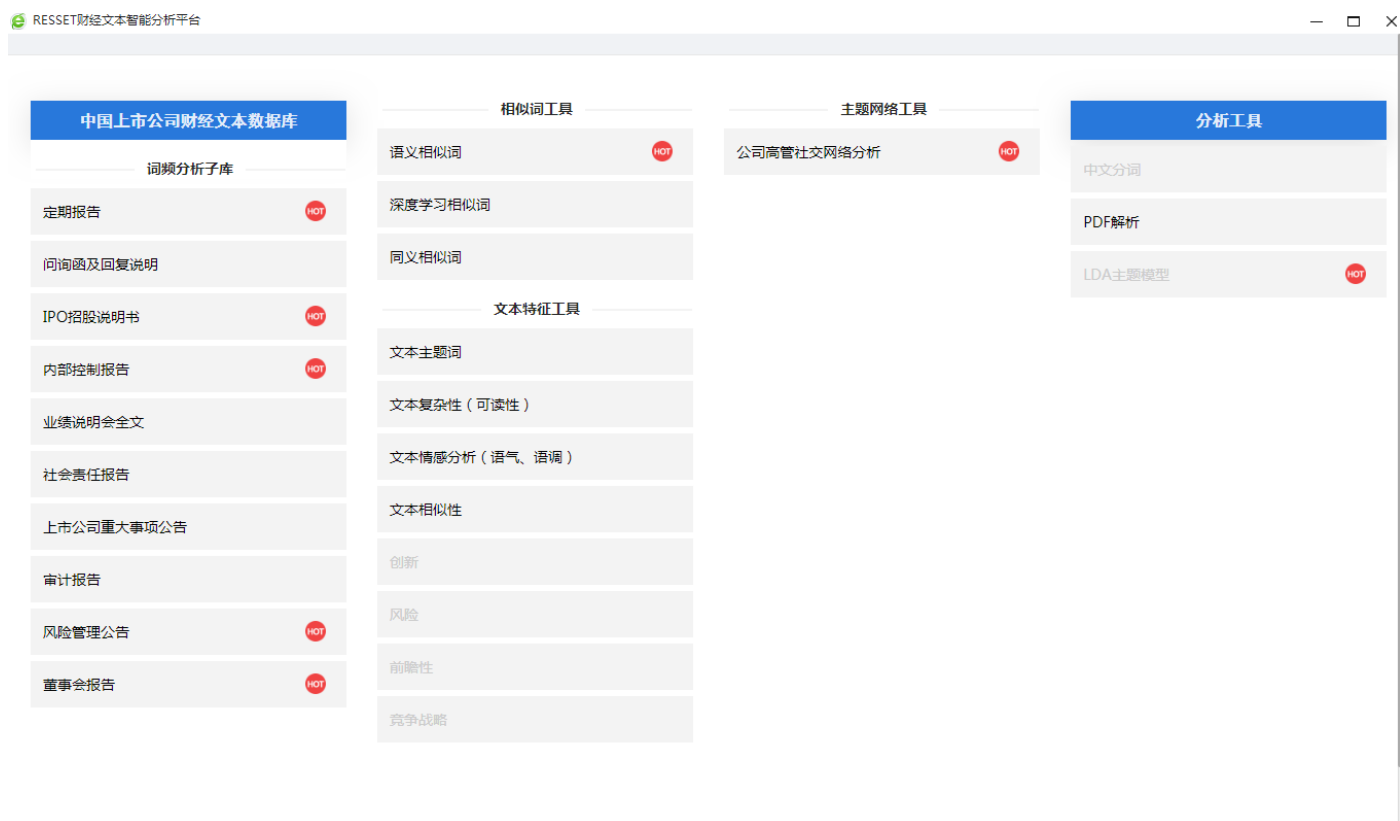 RESSET财经文本智能分析平台
中国上市公司财经文本数据库
词频分析子库
定期报告 HOT
问询函及回复说明
IPO招股说明书 HOT
内部控制报告 HOT
业绩说明会全文
社会责任报告
上市公司重大事项公告
审计报告
风险管理公告 HOT
董事会报告 HOT
相似词工具
语义相似词 HOT
深度学习相似词
同义相似词
文本特征工具
文本主题词
文本复杂性（可读性）
文本情感分析（语气、语调）
文本相似性
创新
风险
前瞻性
竞争战略
主题网络工具
公司高管社交网络分析 HOT
分析工具
中文分词
PDF解析
LDA主题模型 HOT